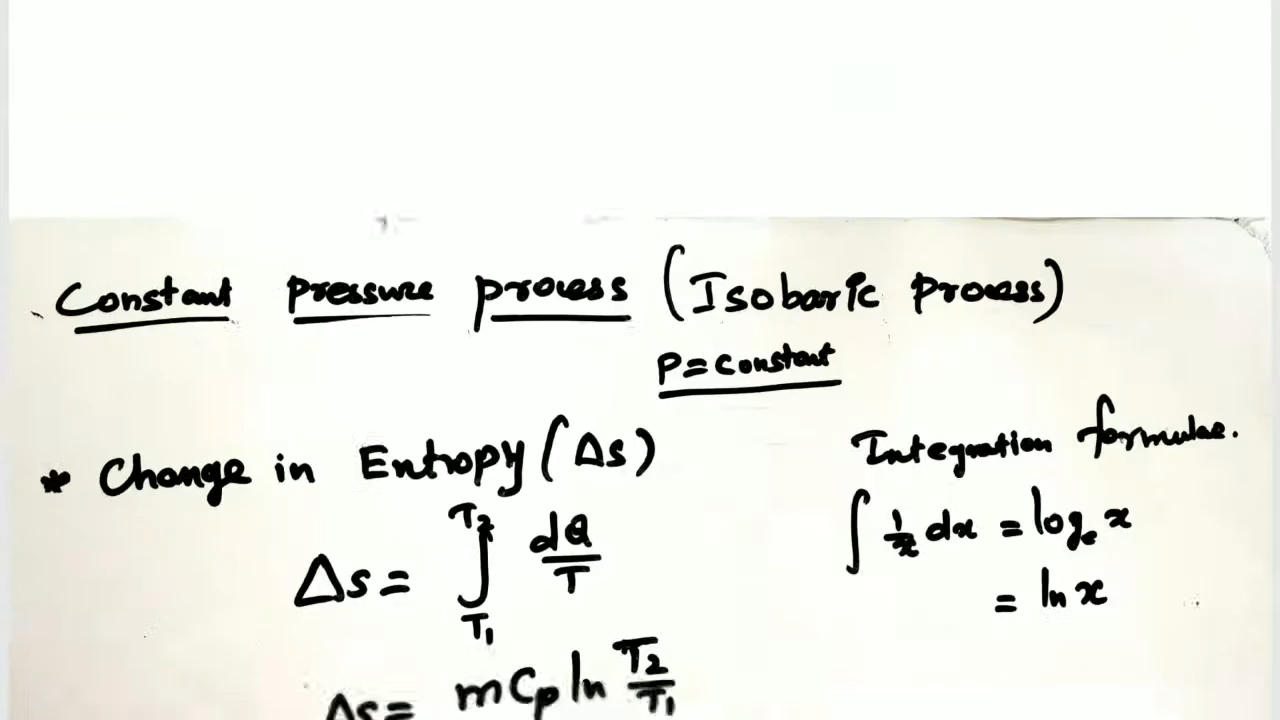 Constant pressure process (Isobaric process)
P = constant
* Change in Entropy (Δs)
Δs = ∫_{T₁}^{T₂} dQ/T
Δs = mCp ln T₂/T₁
Integration formulae.
∫ 1/x dx = logₑ x
= ln x